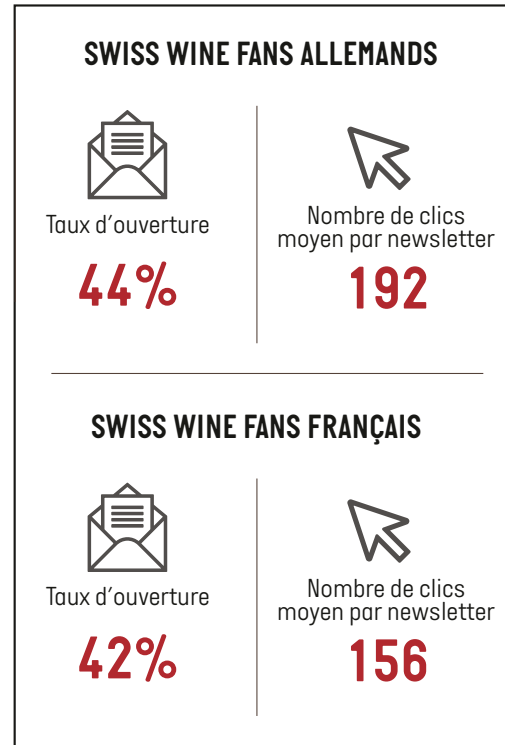 SWISS WINE FANS ALLEMANDS
Taux d'ouverture
44%
Nombre de clics
moyen par newsletter
192
SWISS WINE FANS FRANÇAIS
Taux d'ouverture
42%
Nombre de clics
moyen par newsletter
156